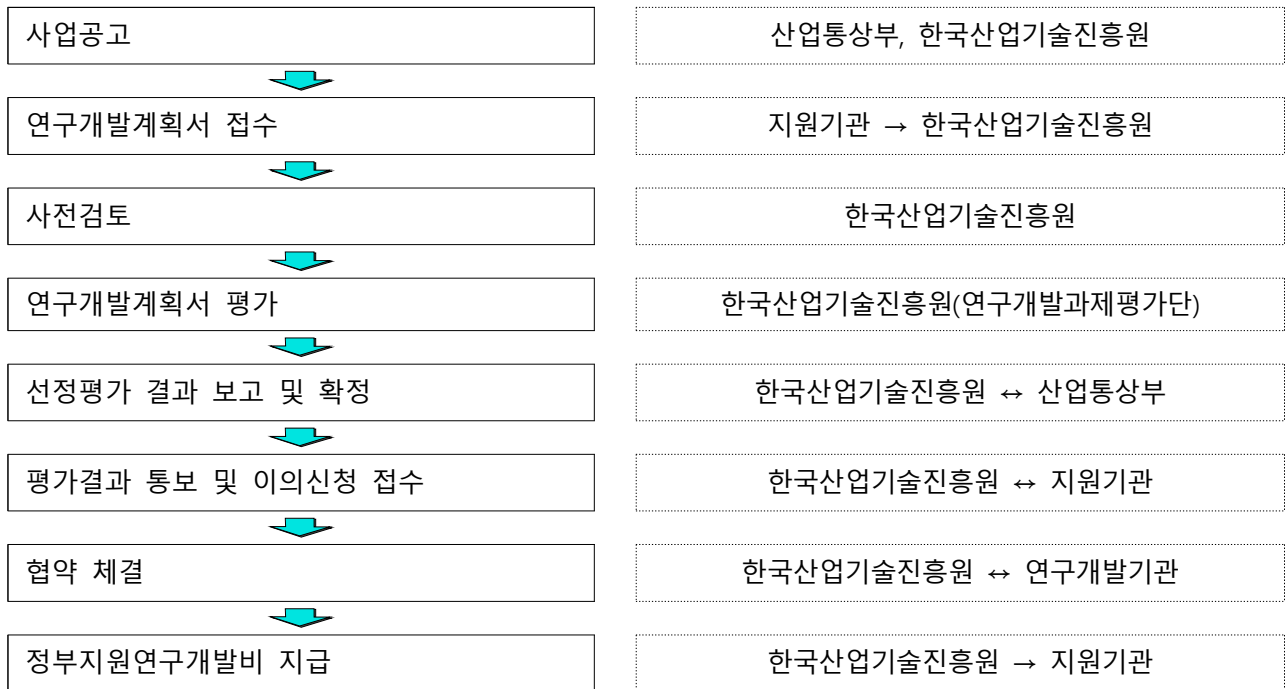 사업공고
산업통상부, 한국산업기술진흥원
연구개발계획서 접수
지원기관 → 한국산업기술진흥원
사전검토
한국산업기술진흥원
연구개발계획서 평가
한국산업기술진흥원(연구개발과제평가단)
선정평가 결과 보고 및 확정
한국산업기술진흥원 ↔ 산업통상부
평가결과 통보 및 이의신청 접수
한국산업기술진흥원 ↔ 지원기관
협약 체결
한국산업기술진흥원 ↔ 연구개발기관
정부지원연구개발비 지급
한국산업기술진흥원 → 지원기관